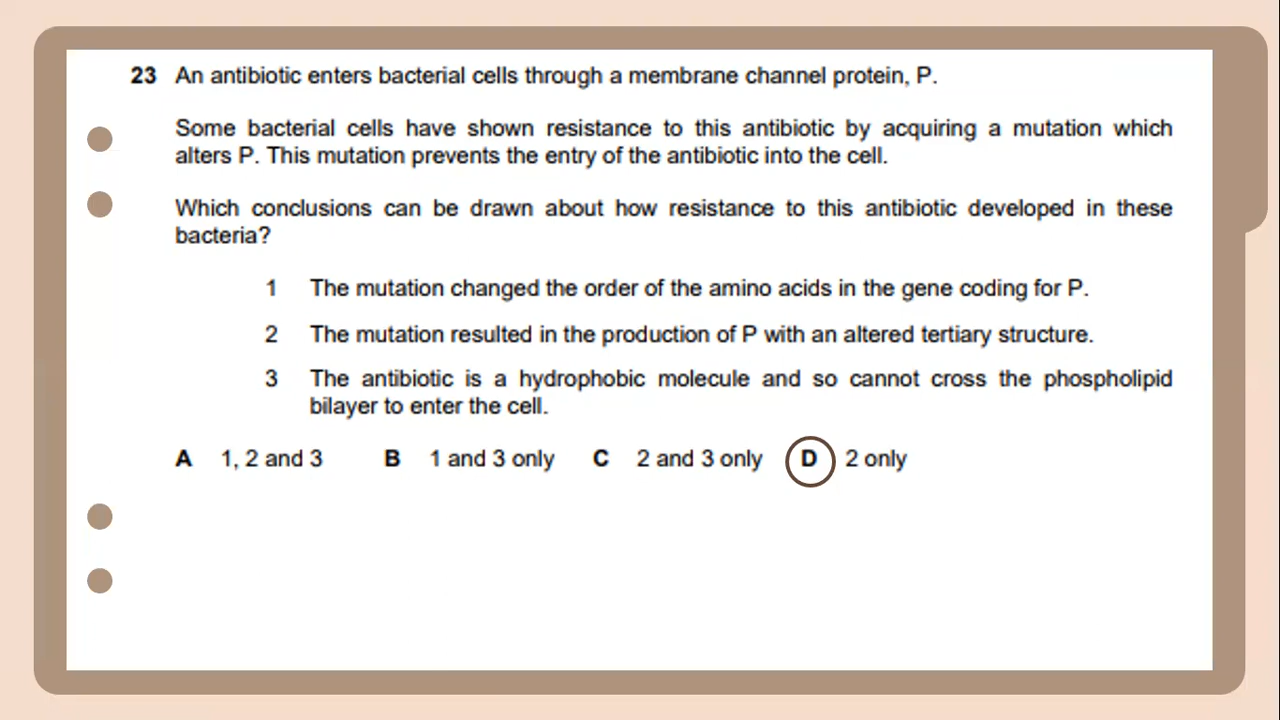 23 An antibiotic enters bacterial cells through a membrane channel protein, P.
Some bacterial cells have shown resistance to this antibiotic by acquiring a mutation which
alters P. This mutation prevents the entry of the antibiotic into the cell.
Which conclusions can be drawn about how resistance to this antibiotic developed in these
bacteria?
1 The mutation changed the order of the amino acids in the gene coding for P.
2 The mutation resulted in the production of P with an altered tertiary structure.
3 The antibiotic is a hydrophobic molecule and so cannot cross the phospholipid
bilayer to enter the cell.
A 1, 2 and 3 B 1 and 3 only C 2 and 3 only D 2 only